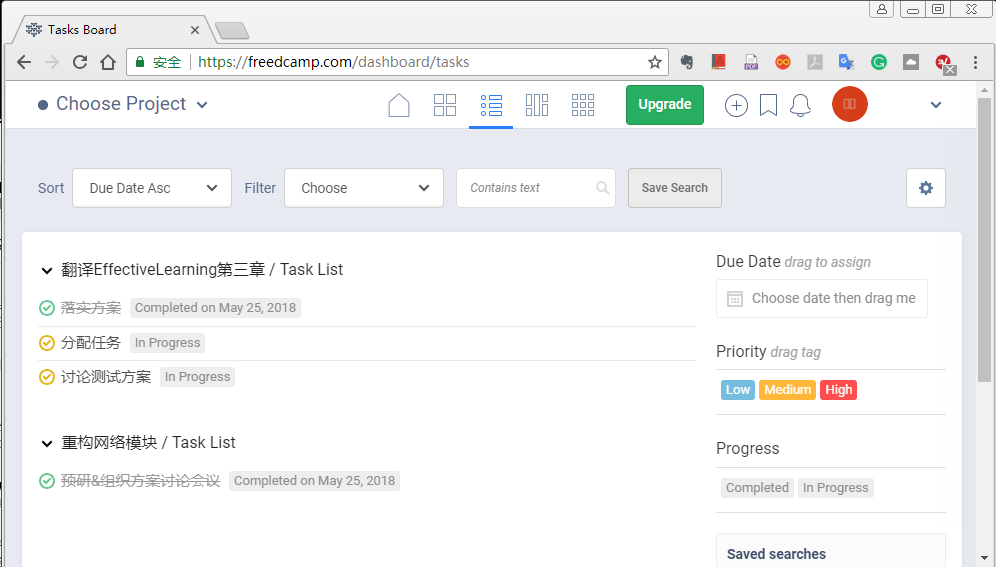 Tasks Board
安全 https://freedcamp.com/dashboard/tasks
Choose Project
Upgrade
Sort Due Date Asc Filter Choose Contains text Save Search
翻译EffectiveLearning第三章 / Task List
落实方案 Completed on May 25, 2018
分配任务 In Progress
讨论测试方案 In Progress
重构网络模块 / Task List
预研&组织方案讨论会议 Completed on May 25, 2018
Due Date drag to assign
Choose date then drag me
Priority drag tag
Low Medium High
Progress
Completed In Progress
Saved searches